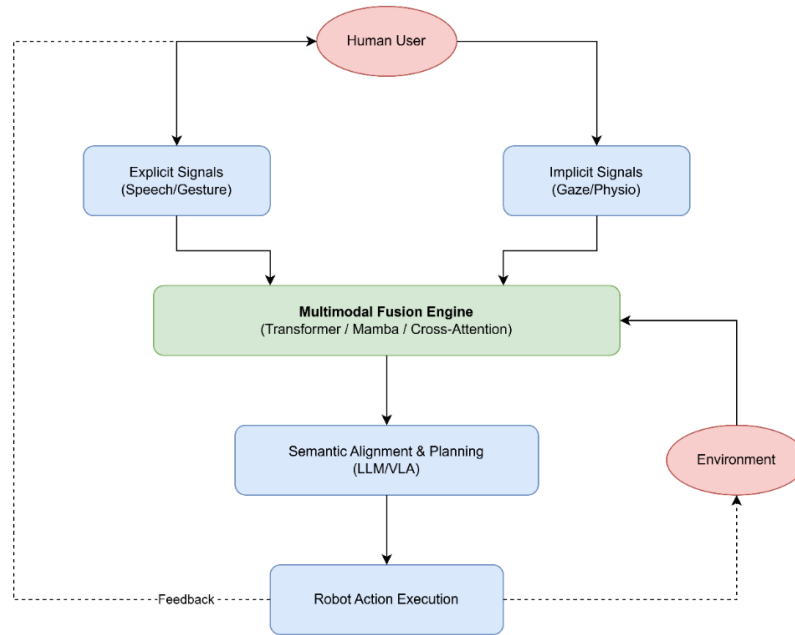 Human User
Explicit Signals
(Speech/Gesture)
Implicit Signals
(Gaze/Physio)
Multimodal Fusion Engine
(Transformer / Mamba / Cross-Attention)
Semantic Alignment & Planning
(LLM/VLA)
Environment
Feedback
Robot Action Execution